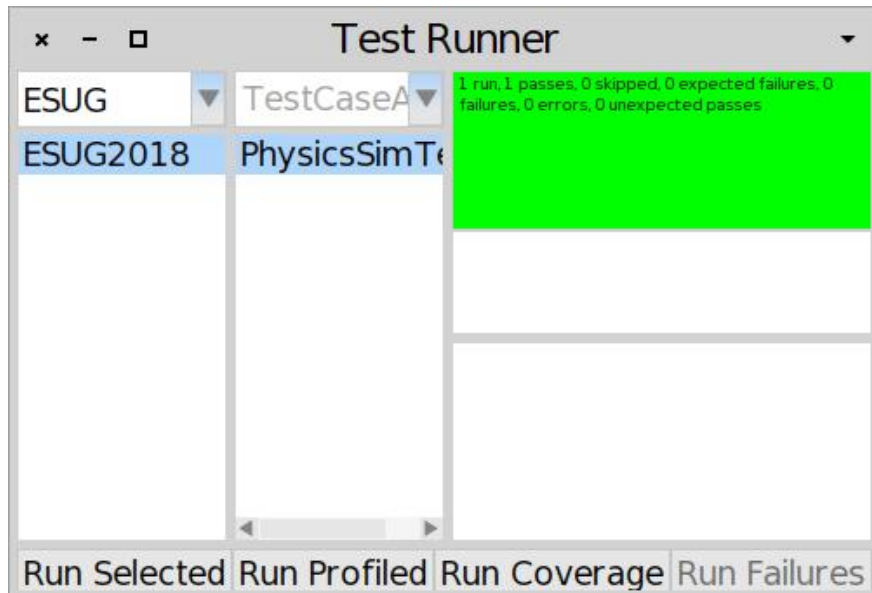 Test Runner
ESUG
TestCaseA
1 run, 1 passes, 0 skipped, 0 expected failures, 0
failures, 0 errors, 0 unexpected passes
ESUG2018
PhysicsSimTe
Run Selected
Run Profiled
Run Coverage
Run Failures